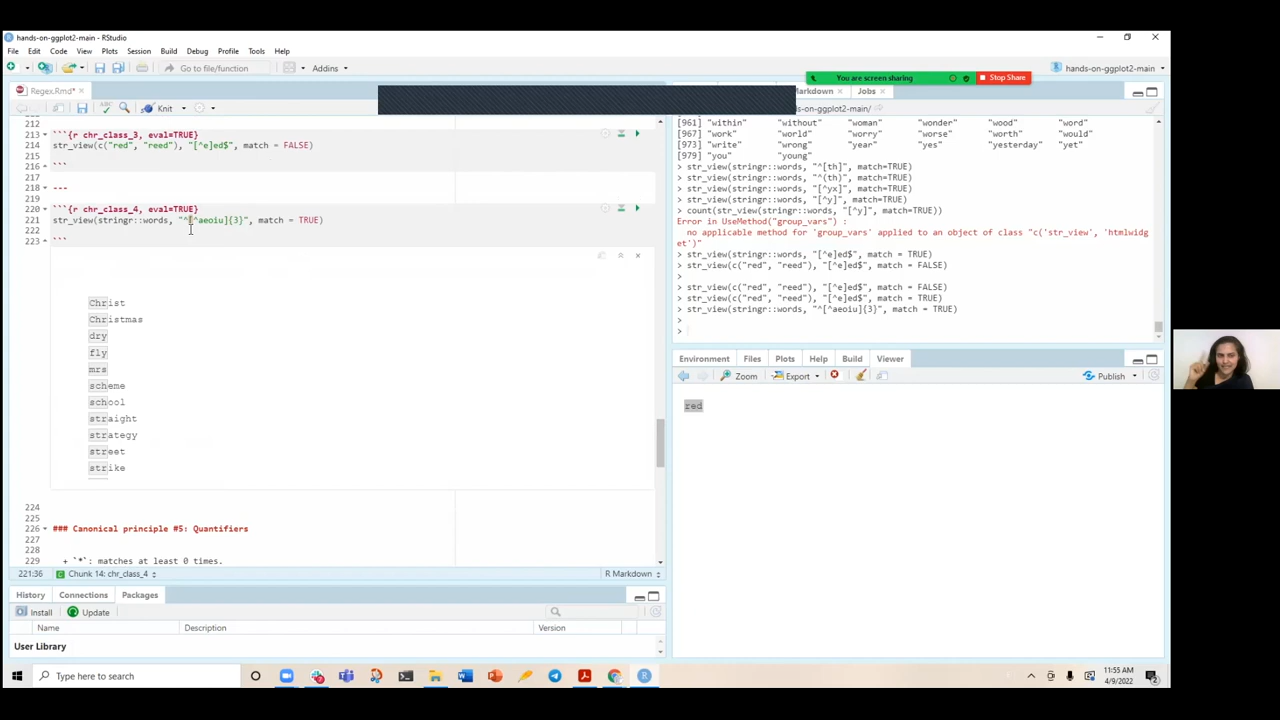 hands-on-ggplot2-main - RStudio
File Edit Code View Plots Session Build Debug Profile Tools Help
Go to file/function Addins
hands-on-ggplot2-main
You are screen sharing Stop Share
Regex.Rmd*
Markdown Jobs
Knit
hands-on-ggplot2-main/
212
213 ```{r chr_class_3, eval=TRUE}
214 str_view(c("red", "reed"), "[^e]ed$", match = FALSE)
215
216 ```
217
218 ---
219
220 ```{r chr_class_4, eval=TRUE}
221 str_view(stringr::words, "^[^aeoiu]{3}", match = TRUE)
222
223 ```
Christ
Christmas
dry
fly
mrs
scheme
school
straight
strategy
street
strike
224
225
226 ### Canonical principle #5: Quantifiers
227
228
229 + `*`: matches at least 0 times.
221:36 Chunk 14: chr_class_4 R Markdown
History Connections Packages
Install Update
Name Description Version
User Library
[961] "within" "without" "woman" "wonder" "wood" "word"
[967] "work" "world" "worry" "worse" "worth" "would"
[973] "write" "wrong" "year" "yes" "yesterday" "yet"
[979] "you" "young"
> str_view(stringr::words, "^[th]", match=TRUE)
> str_view(stringr::words, "^(th)", match=TRUE)
> str_view(stringr::words, "[^yx]", match=TRUE)
> str_view(stringr::words, "[^y]", match=TRUE)
> count(str_view(stringr::words, "[^y]", match=TRUE))
Error in UseMethod("group_vars") :
no applicable method for 'group_vars' applied to an object of class "c('str_view', 'htmlwidg
et')"
> str_view(stringr::words, "[^e]ed$", match = TRUE)
> str_view(c("red", "reed"), "[^e]ed$", match = FALSE)
>
> str_view(c("red", "reed"), "[^e]ed$", match = FALSE)
> str_view(c("red", "reed"), "[^e]ed$", match = TRUE)
> str_view(stringr::words, "^[^aeoiu]{3}", match = TRUE)
>
>
Environment Files Plots Help Build Viewer
Zoom Export Publish
red
Type here to search
11:55 AM
4/9/2022
2